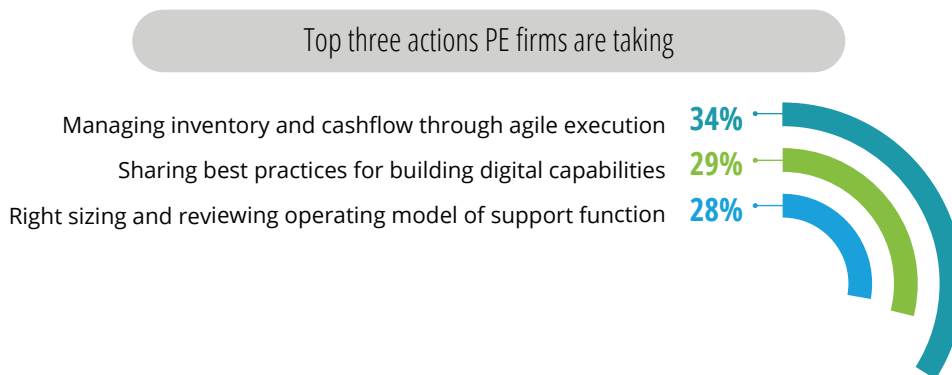 Top three actions PE firms are taking
Managing inventory and cashflow through agile execution 34%
Sharing best practices for building digital capabilities 29%
Right sizing and reviewing operating model of support function 28%